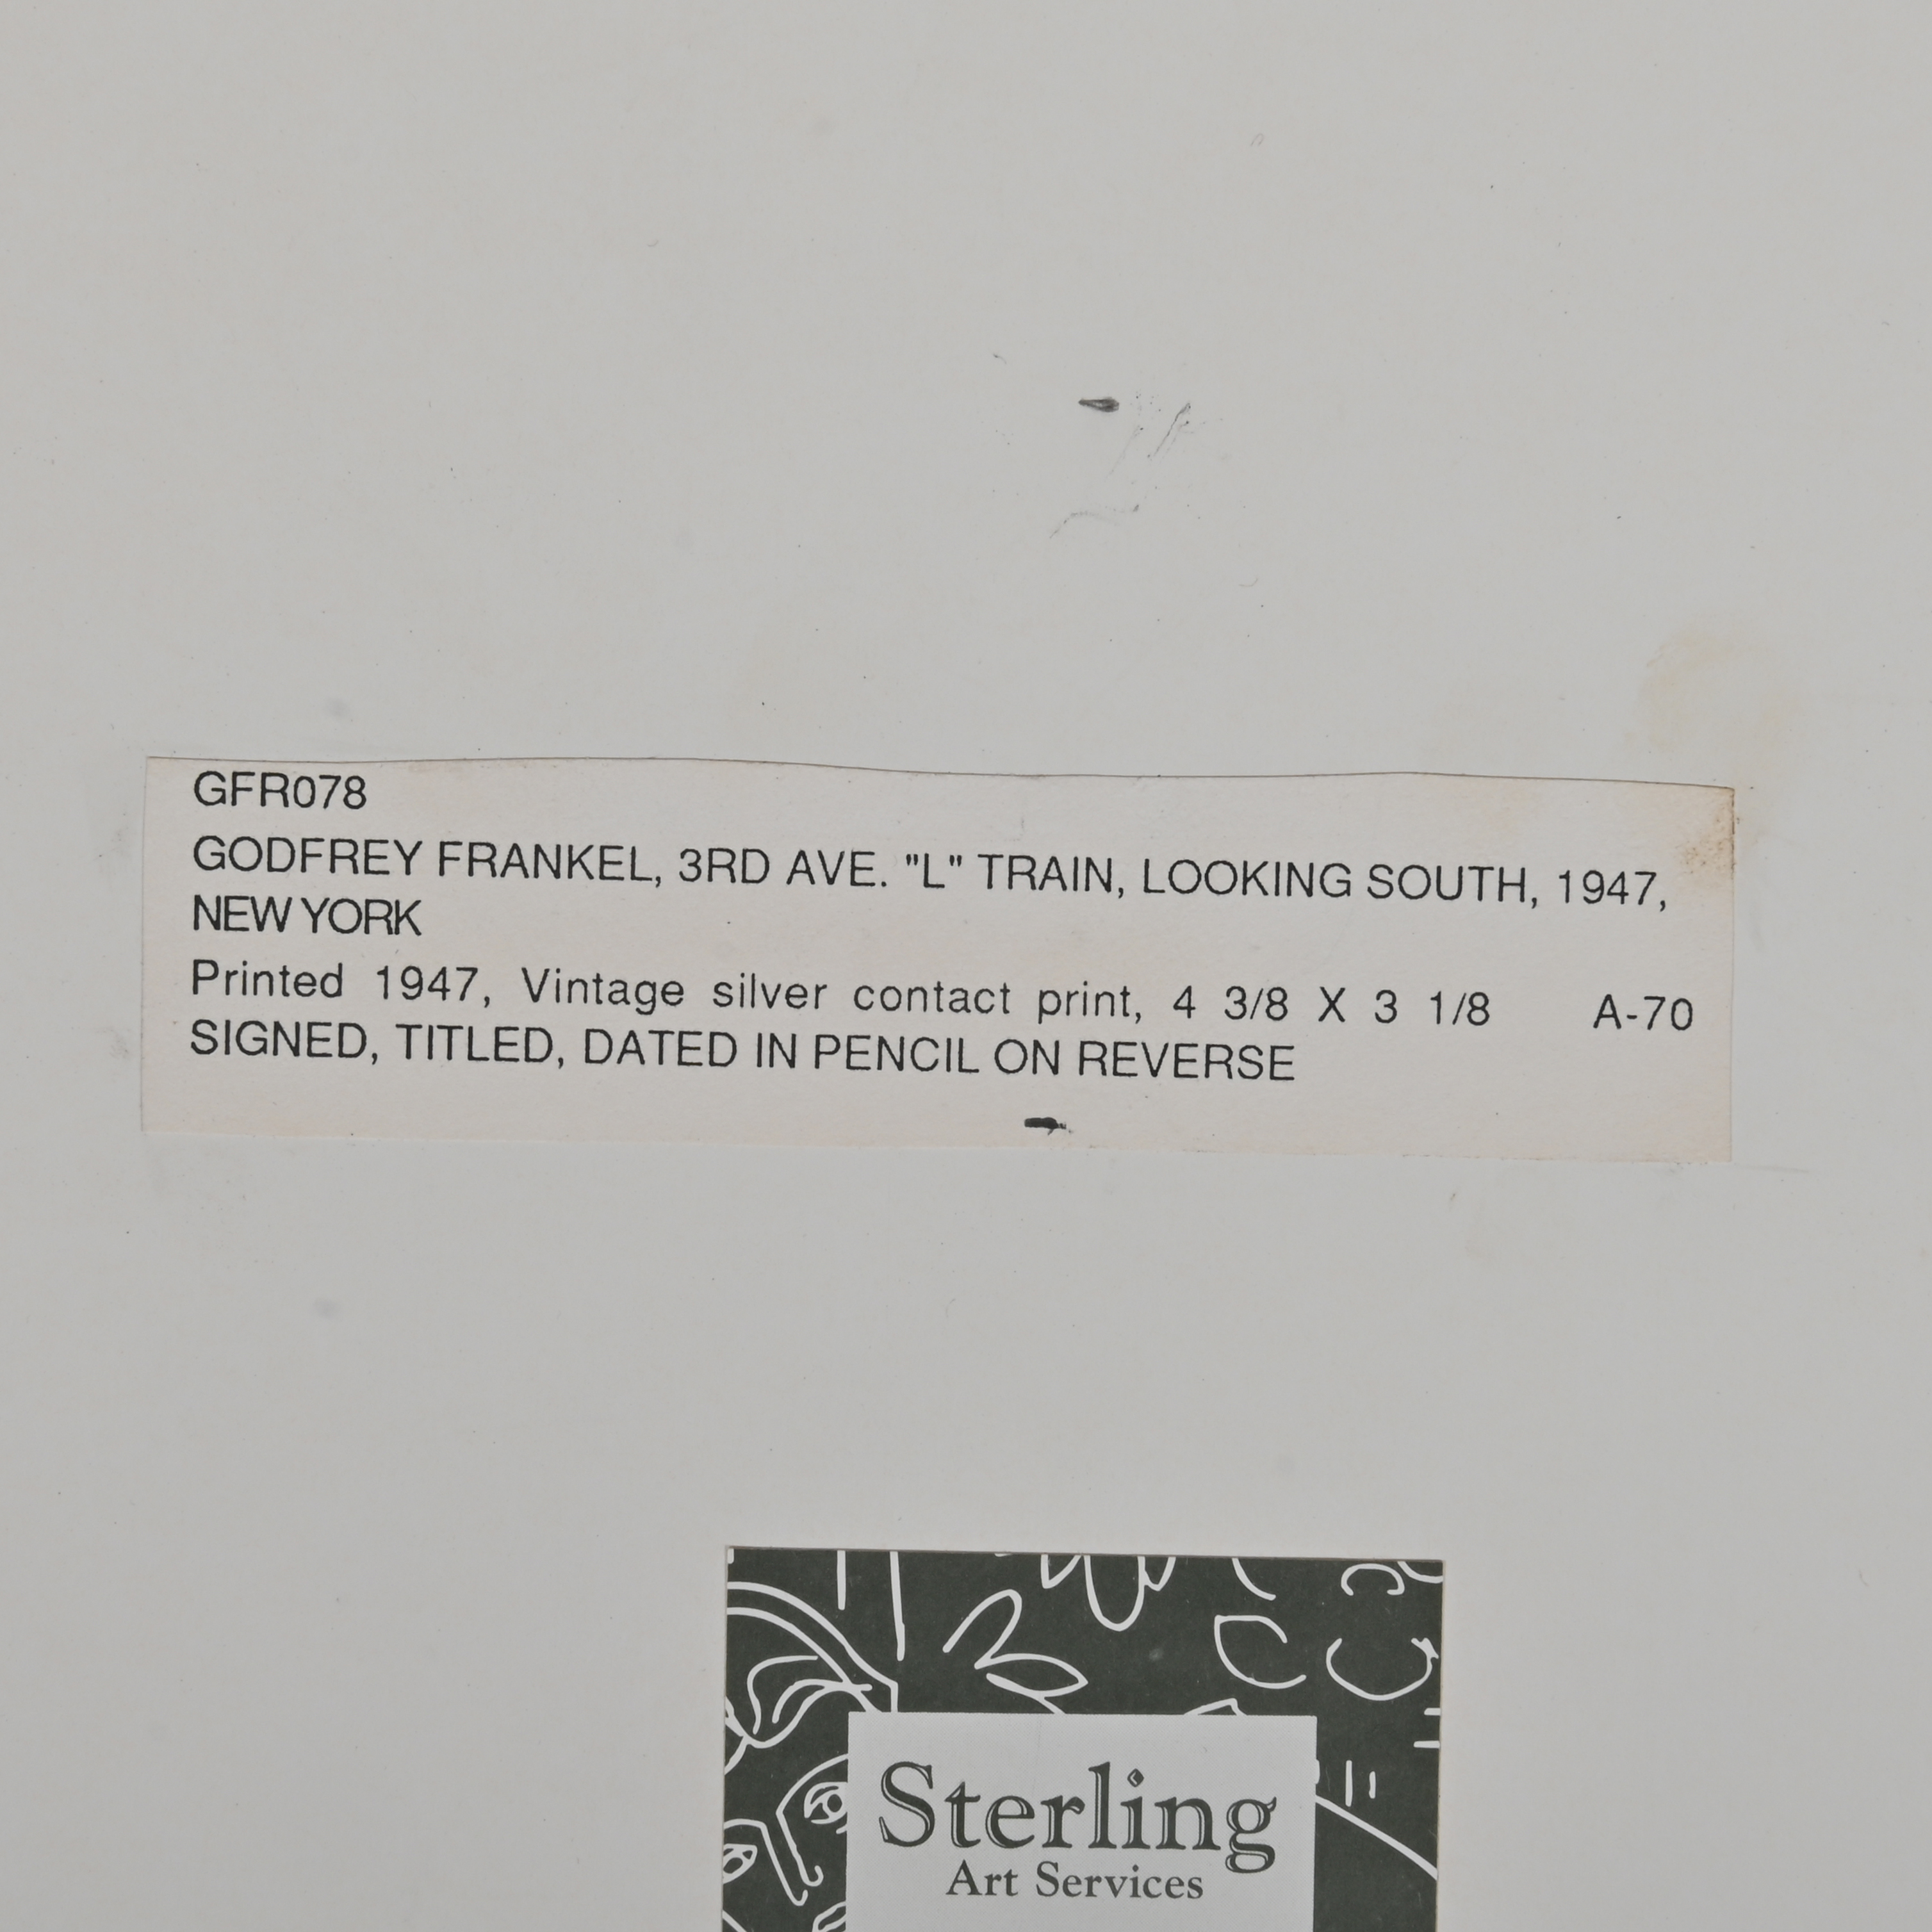 GFR078
GODFREY FRANKEL, 3RD AVE. "L" TRAIN, LOOKING SOUTH, 1947,
NEW YORK
Printed 1947, Vintage silver contact print, 4 3/8 X 3 1/8 A-70
SIGNED, TITLED, DATED IN PENCIL ON REVERSE
Sterling
Art Services